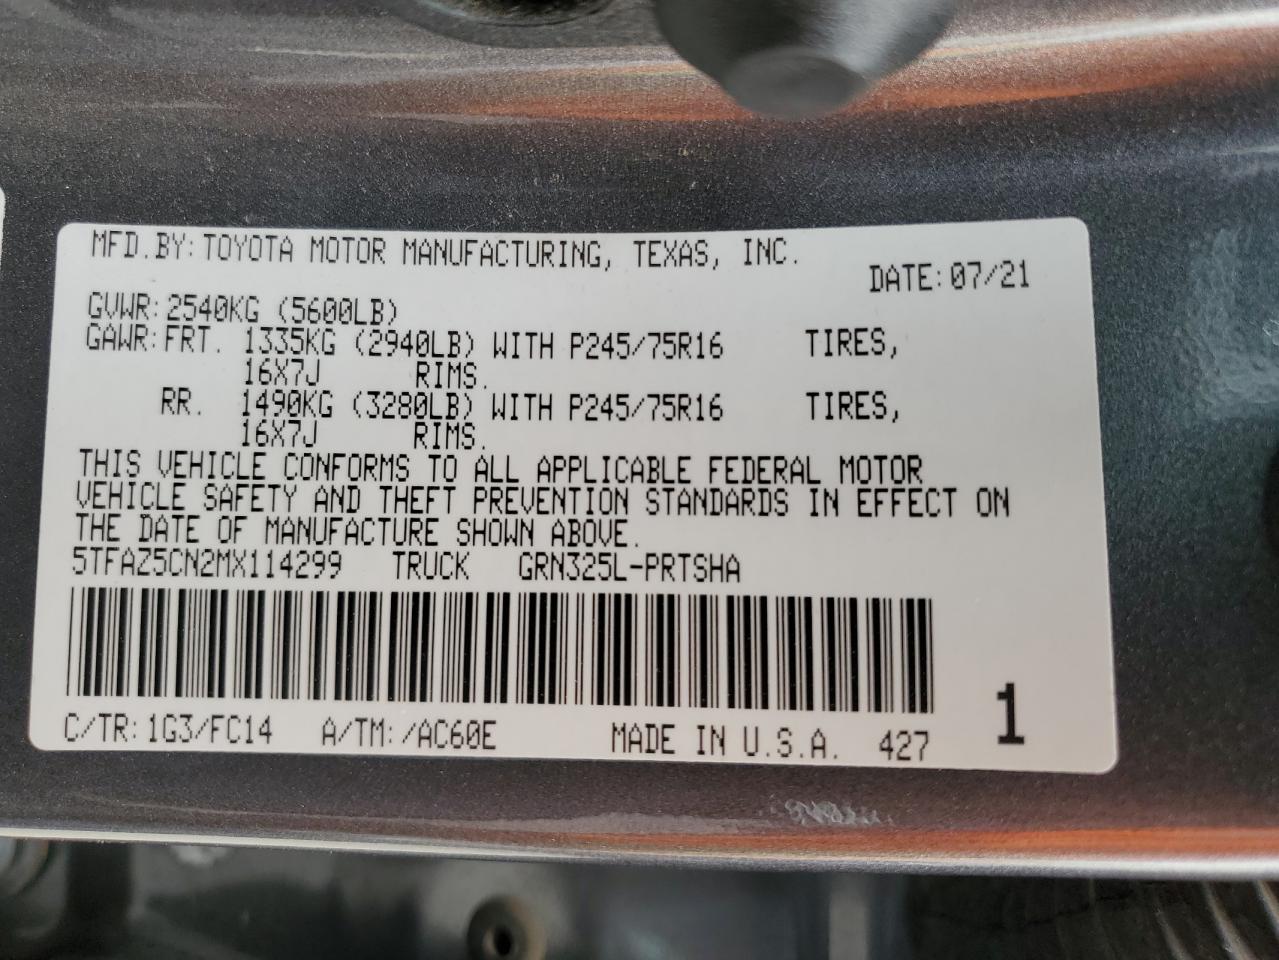 MFD.BY:TOYOTA MOTOR MANUFACTURING, TEXAS, INC.
DATE:07/21
GVWR:2540KG (5600LB)
GAWR:FRT. 1335KG (2940LB) WITH P245/75R16 TIRES,
16X7J RIMS.
RR. 1490KG (3280LB) WITH P245/75R16 TIRES,
16X7J RIMS.
THIS VEHICLE CONFORMS TO ALL APPLICABLE FEDERAL MOTOR
VEHICLE SAFETY AND THEFT PREVENTION STANDARDS IN EFFECT ON
THE DATE OF MANUFACTURE SHOWN ABOVE.
5TFAZ5CN2MX114299 TRUCK GRN325L-PRTSHA
C/TR:1G3/FC14 A/TM:/AC60E MADE IN U.S.A. 427 1